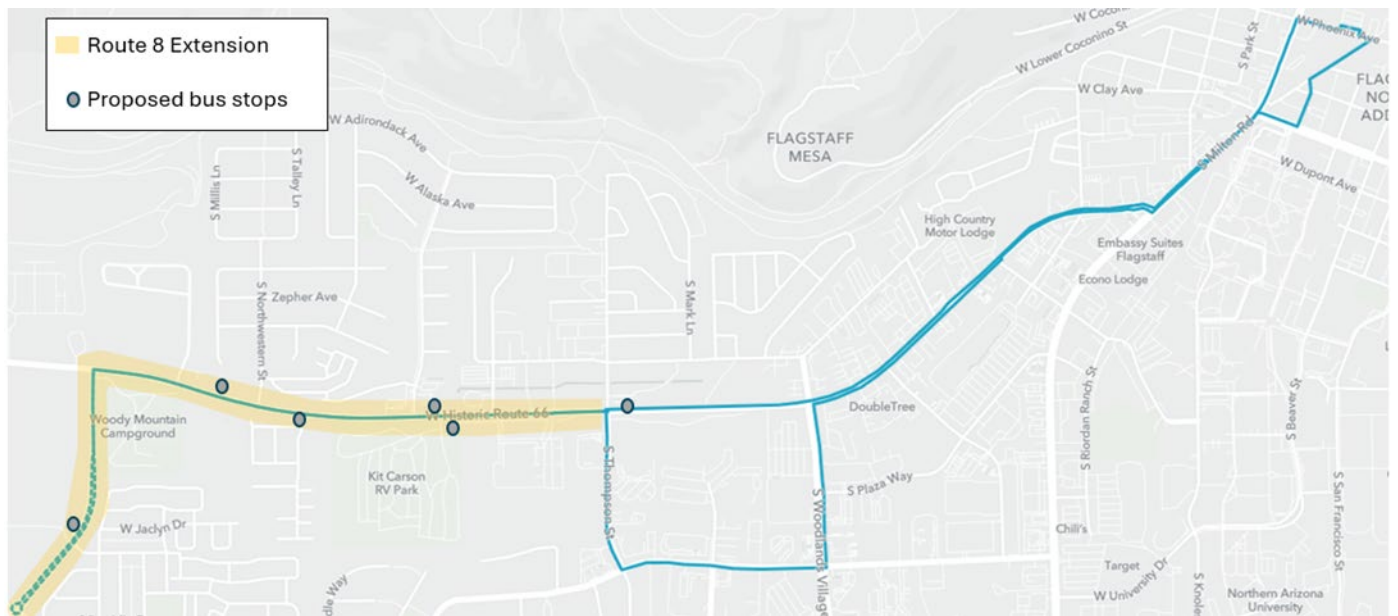 Route 8 Extension
Proposed bus stops
W Phoenix Ave
W Lower Coconino St
S Park St
W Clay Ave
W Adirondack Ave
FLAGSTAFF
MESA
S Milton Rd
W Dupont Ave
S Millis Ln
S Talley Ln
W Alaska Ave
High Country
Motor Lodge
Embassy Suites
Flagstaff
Econo Lodge
S Northwestern St
Zepher Ave
S Mark Ln
Woody Mountain
Campground
W Historic Route 66
DoubleTree
S Riordan Ranch St
S Beaver St
Kit Carson
RV Park
S Thompson St
S Plaza Way
S Woodlands Village
S San Francisco St
W Jaclyn Dr
Chili's
Target
W University Dr
S Knole
Northern Arizona
University